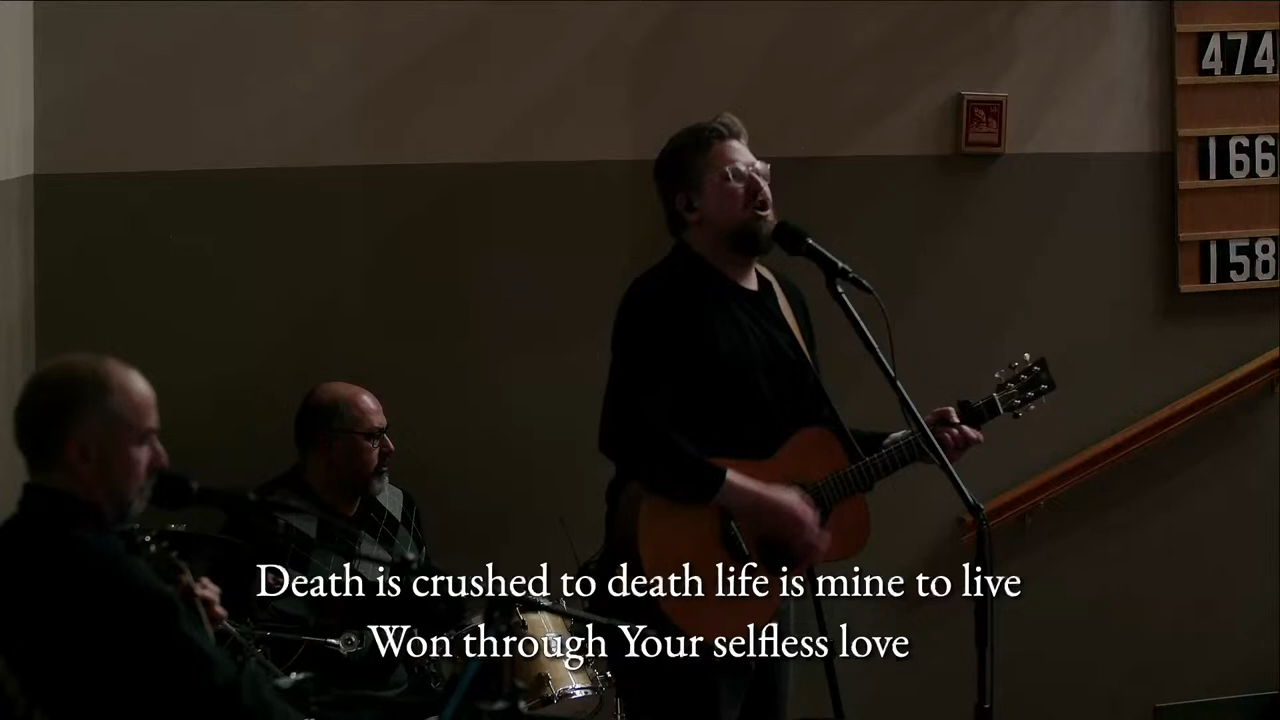 474
166
158
Death is crushed to death life is mine to live
Won through Your selfless love